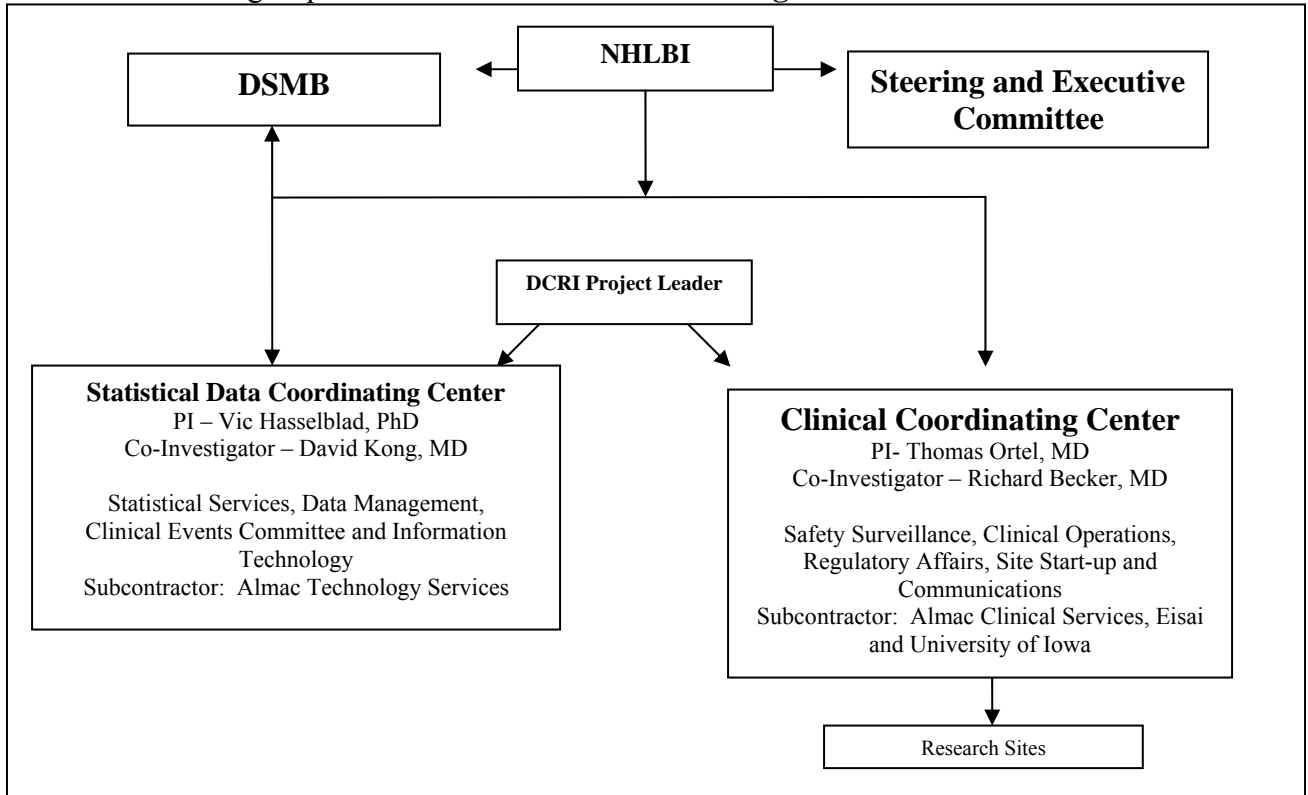 NHLBI
DSMB
Steering and Executive
Committee
DCRI Project Leader
Statistical Data Coordinating Center
PI – Vic Hasselblad, PhD
Co-Investigator – David Kong, MD
Statistical Services, Data Management,
Clinical Events Committee and Information
Technology
Subcontractor: Almac Technology Services
Clinical Coordinating Center
PI- Thomas Ortel, MD
Co-Investigator – Richard Becker, MD
Safety Surveillance, Clinical Operations,
Regulatory Affairs, Site Start-up and
Communications
Subcontractor: Almac Clinical Services, Eisai
and University of Iowa
Research Sites